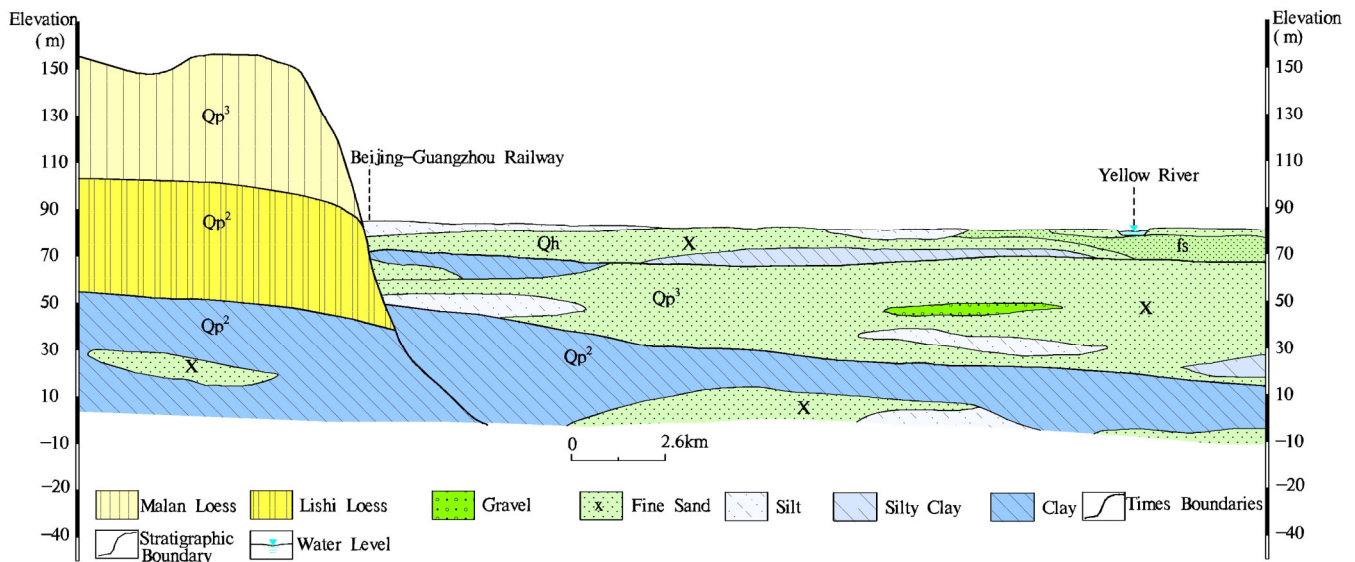 Elevation
( m)
150
130
110
90
70
50
30
10
−10
−20
−30
−40
Elevation
( m)
150
130
110
90
70
50
30
10
−10
−20
−30
−40
Qp³
Beijing−Guangzhou Railway
Yellow River
Qp²
Qh
X
fs
Qp³
X
Qp²
Qp²
X
X
0 2.6km
Malan Loess
Lishi Loess
Gravel
x Fine Sand
Silt
Silty Clay
Clay
Times Boundaries
Stratigraphic
Boundary
Water Level